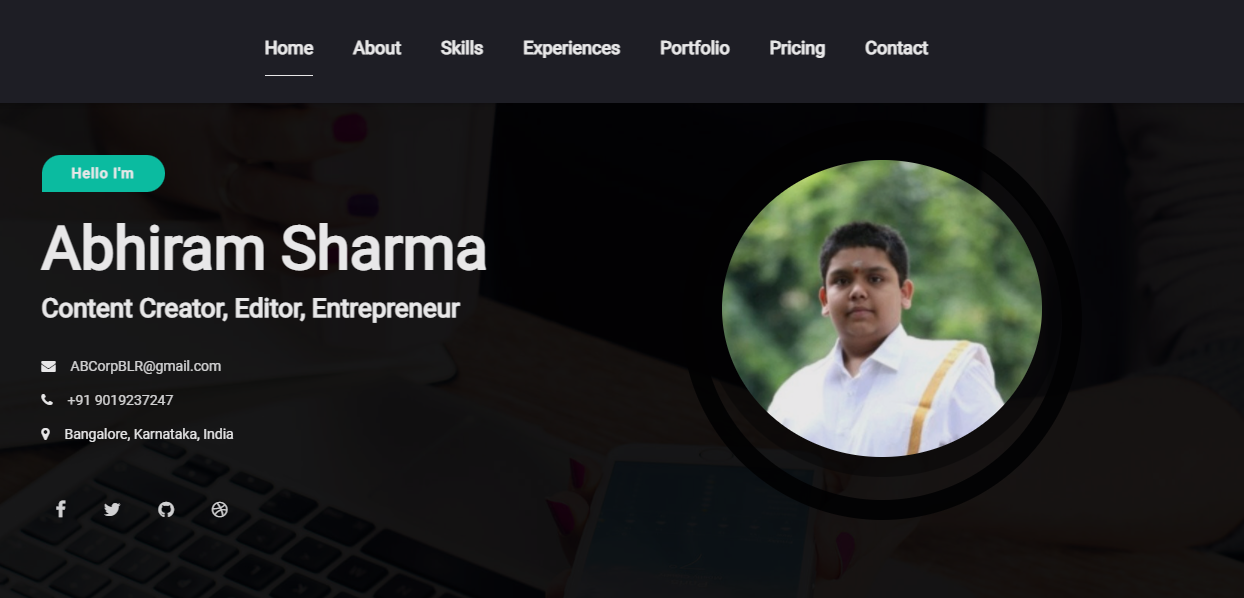 Home About Skills Experiences Portfolio Pricing Contact
Hello I'm
Abhiram Sharma
Content Creator, Editor, Entrepreneur
ABCorpBLR@gmail.com
+91 9019237247
Bangalore, Karnataka, India